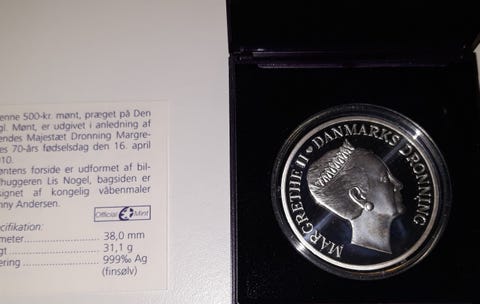 enne 500-kr. mønt, præget på Den
gl. Mønt, er udgivet i anledning af
endes Majestæt Dronning Margre-
es 70-års fødselsdag den 16. april
010.
øntens forside er udformet af bil-
dhuggeren Lis Nogel, bagsiden er
signet af kongelig våbenmaler
nny Andersen.
Official Mint
ecifikation:
meter 38,0 mm
gt 31,1 g
ering 999‰ Ag
(finsølv)
MARGRETHE II DANMARKS DRONNING